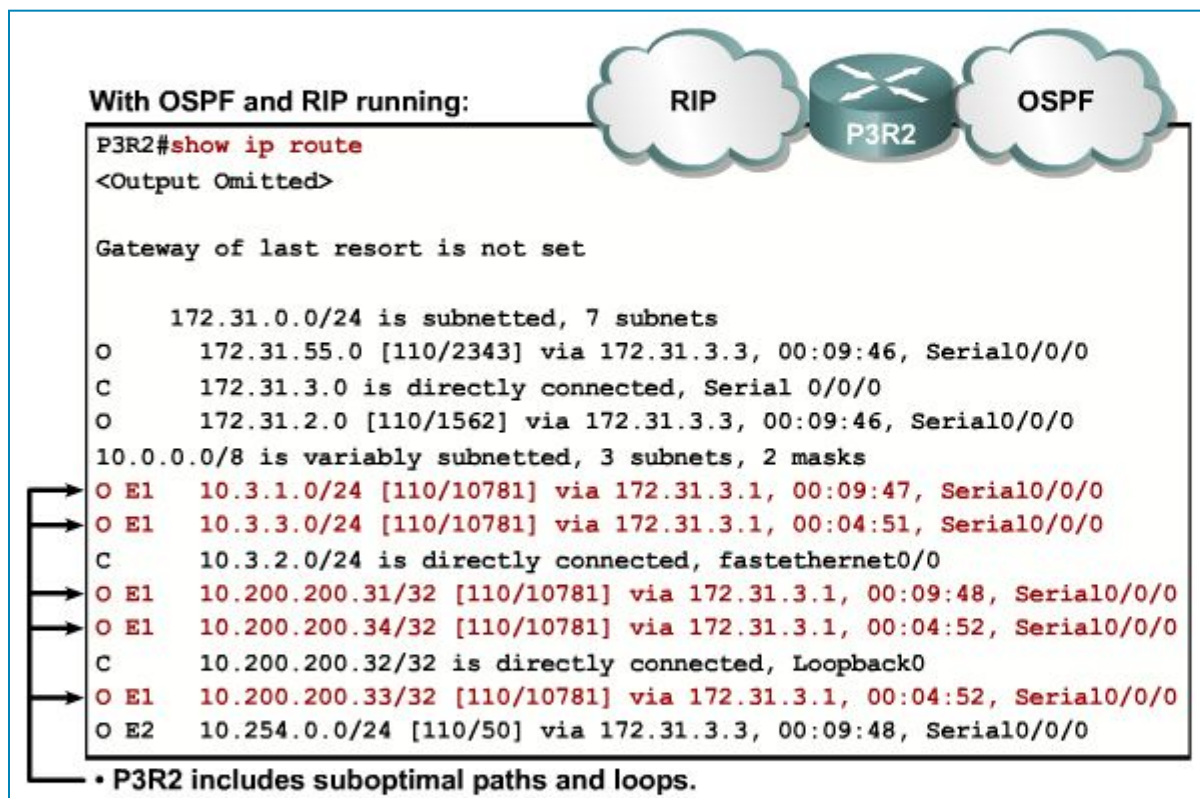 With OSPF and RIP running:
RIP
P3R2
OSPF
P3R2#show ip route
<Output Omitted>
Gateway of last resort is not set
172.31.0.0/24 is subnetted, 7 subnets
O 172.31.55.0 [110/2343] via 172.31.3.3, 00:09:46, Serial0/0/0
C 172.31.3.0 is directly connected, Serial 0/0/0
O 172.31.2.0 [110/1562] via 172.31.3.3, 00:09:46, Serial0/0/0
10.0.0.0/8 is variably subnetted, 3 subnets, 2 masks
O E1 10.3.1.0/24 [110/10781] via 172.31.3.1, 00:09:47, Serial0/0/0
O E1 10.3.3.0/24 [110/10781] via 172.31.3.1, 00:04:51, Serial0/0/0
C 10.3.2.0/24 is directly connected, fastethernet0/0
O E1 10.200.200.31/32 [110/10781] via 172.31.3.1, 00:09:48, Serial0/0/0
O E1 10.200.200.34/32 [110/10781] via 172.31.3.1, 00:04:52, Serial0/0/0
C 10.200.200.32/32 is directly connected, Loopback0
O E1 10.200.200.33/32 [110/10781] via 172.31.3.1, 00:04:52, Serial0/0/0
O E2 10.254.0.0/24 [110/50] via 172.31.3.3, 00:09:48, Serial0/0/0
• P3R2 includes suboptimal paths and loops.